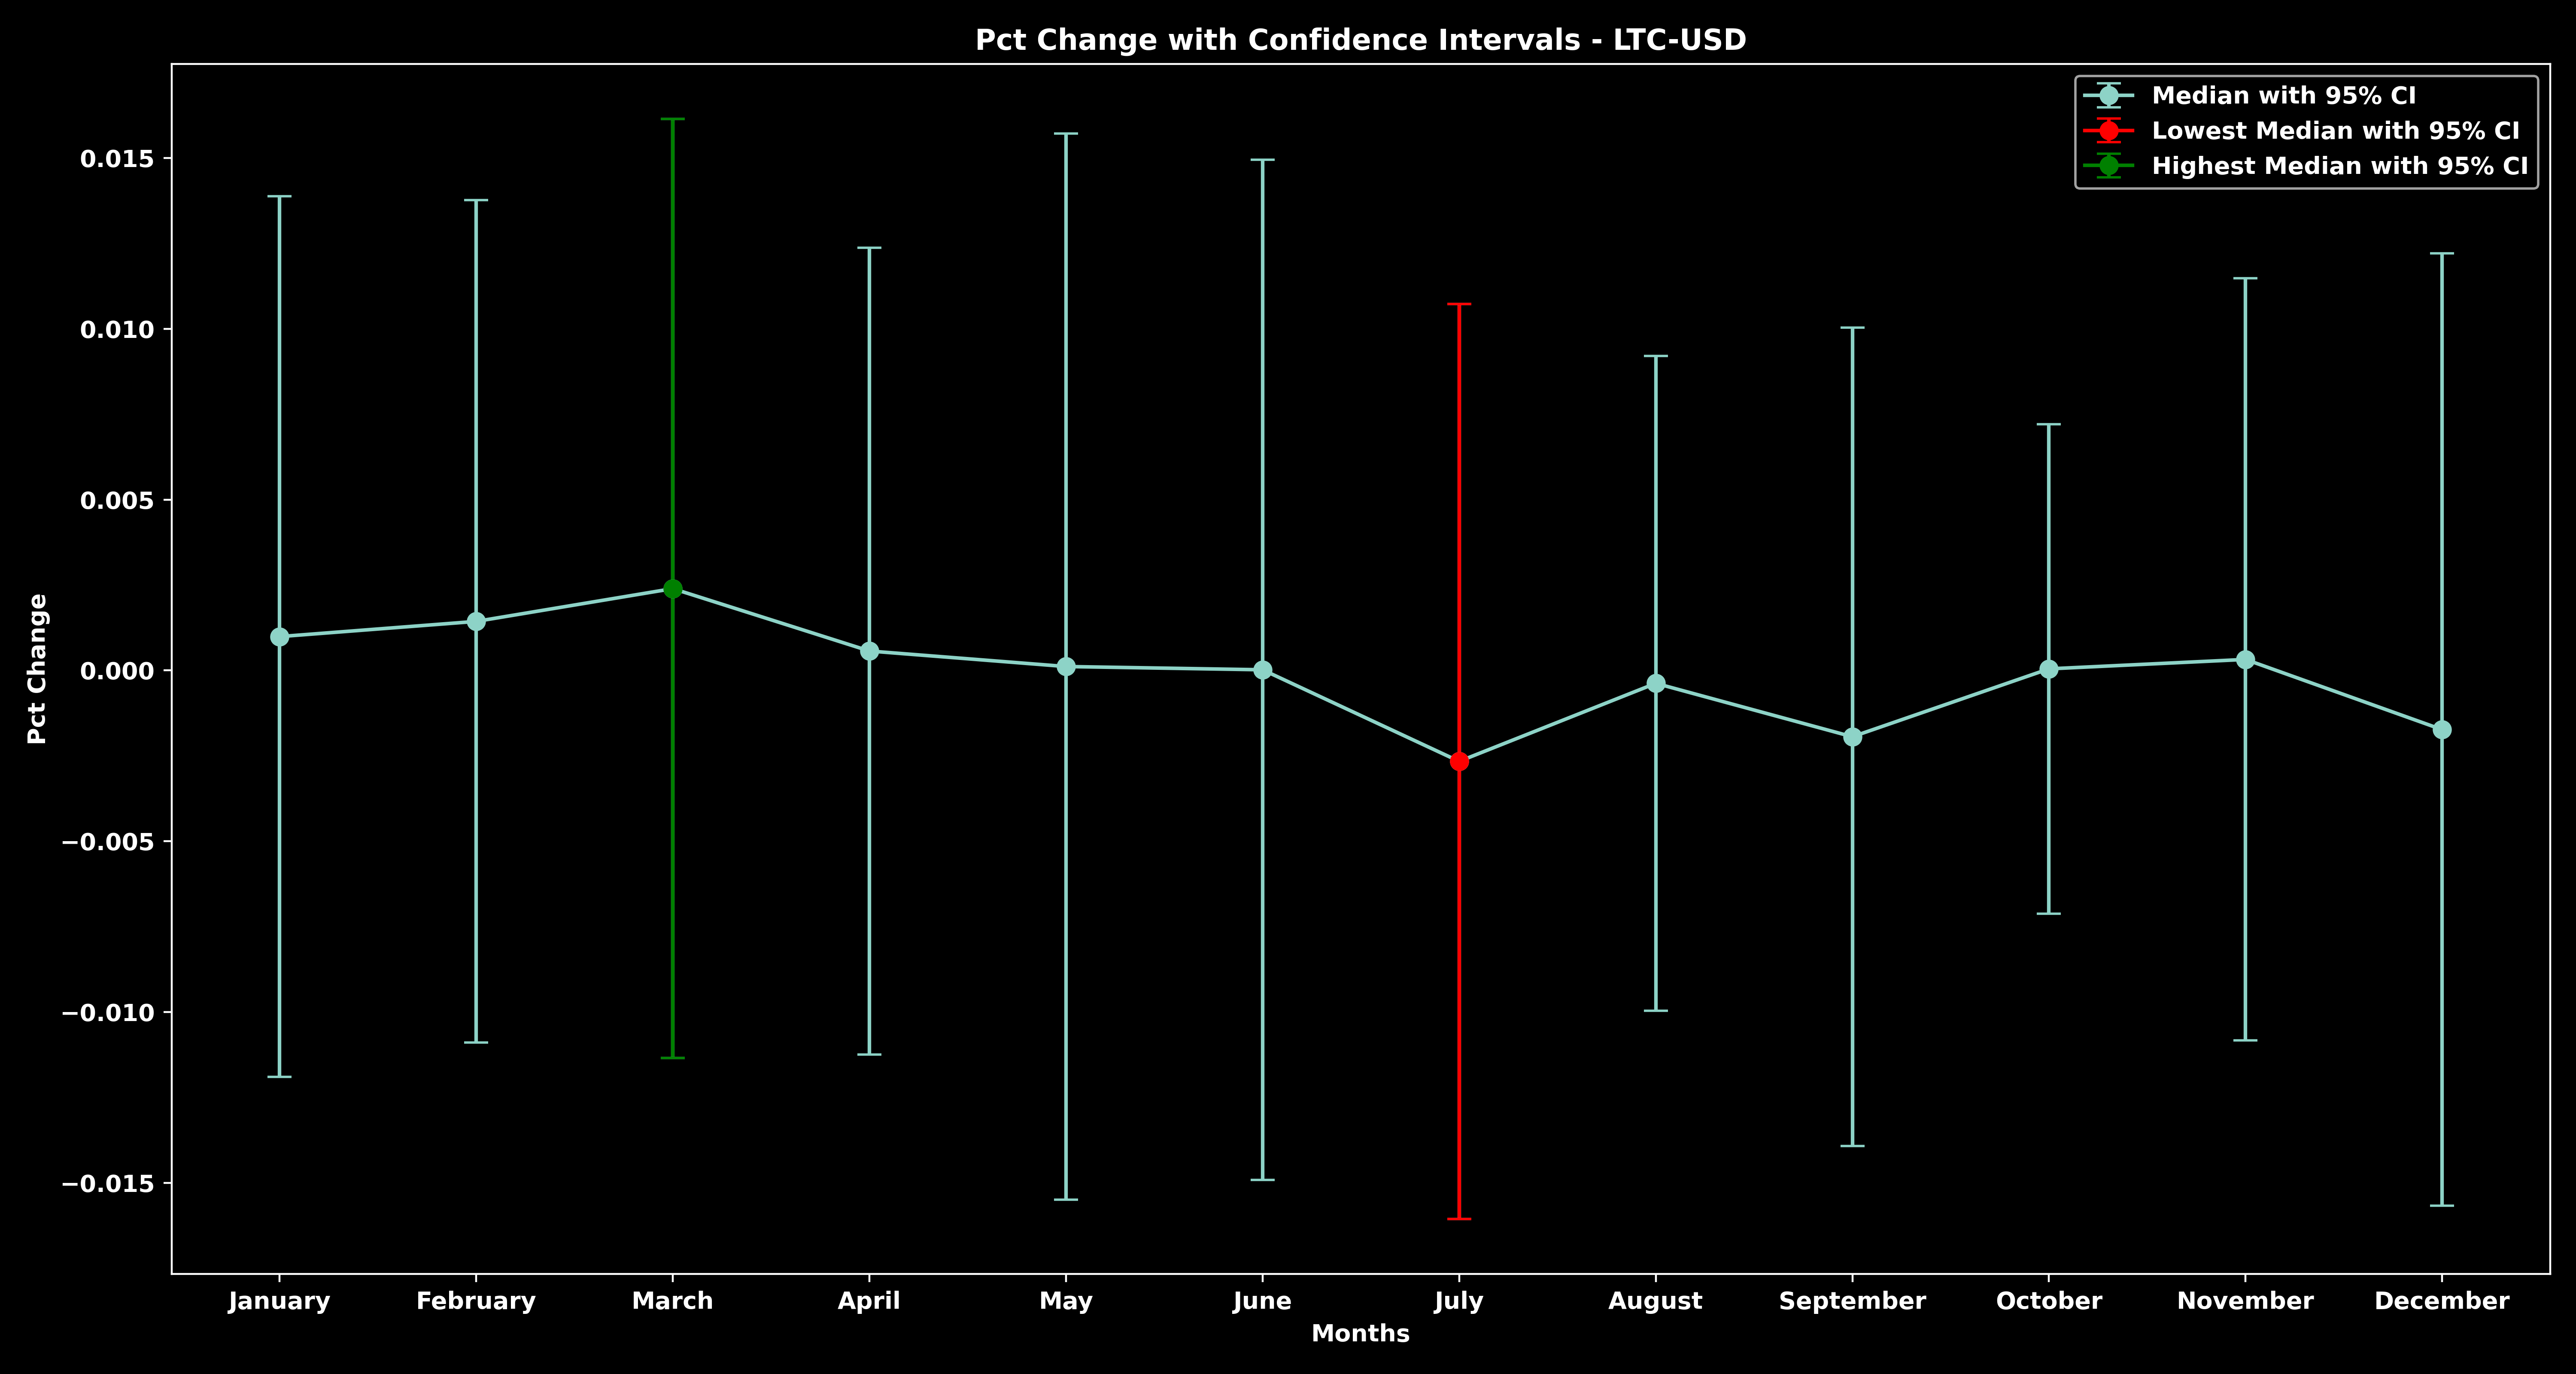 Pct Change with Confidence Intervals - LTC-USD
Median with 95% CI
Lowest Median with 95% CI
Highest Median with 95% CI
0.015
0.010
0.005
0.000
−0.005
−0.010
−0.015
Pct Change
January February March April May June July August September October November December
Months